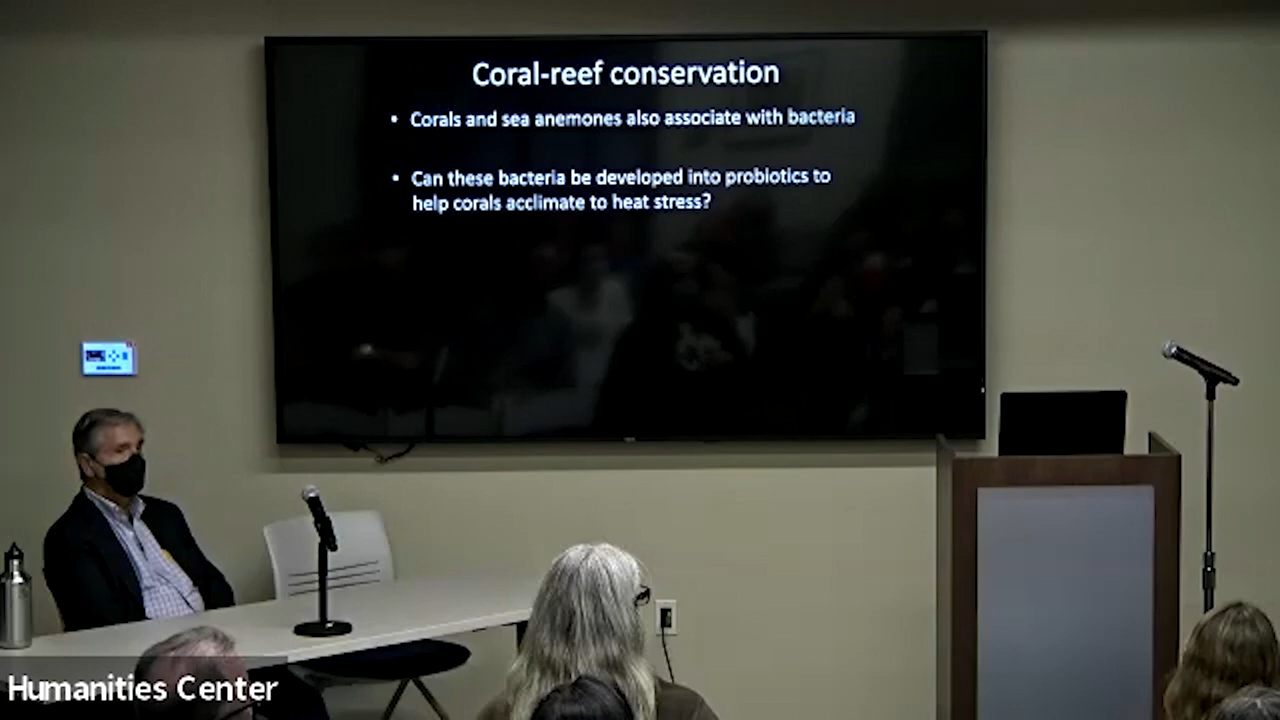 Coral-reef conservation
• Corals and sea anemones also associate with bacteria
• Can these bacteria be developed into probiotics to
help corals acclimate to heat stress?
Humanities Center